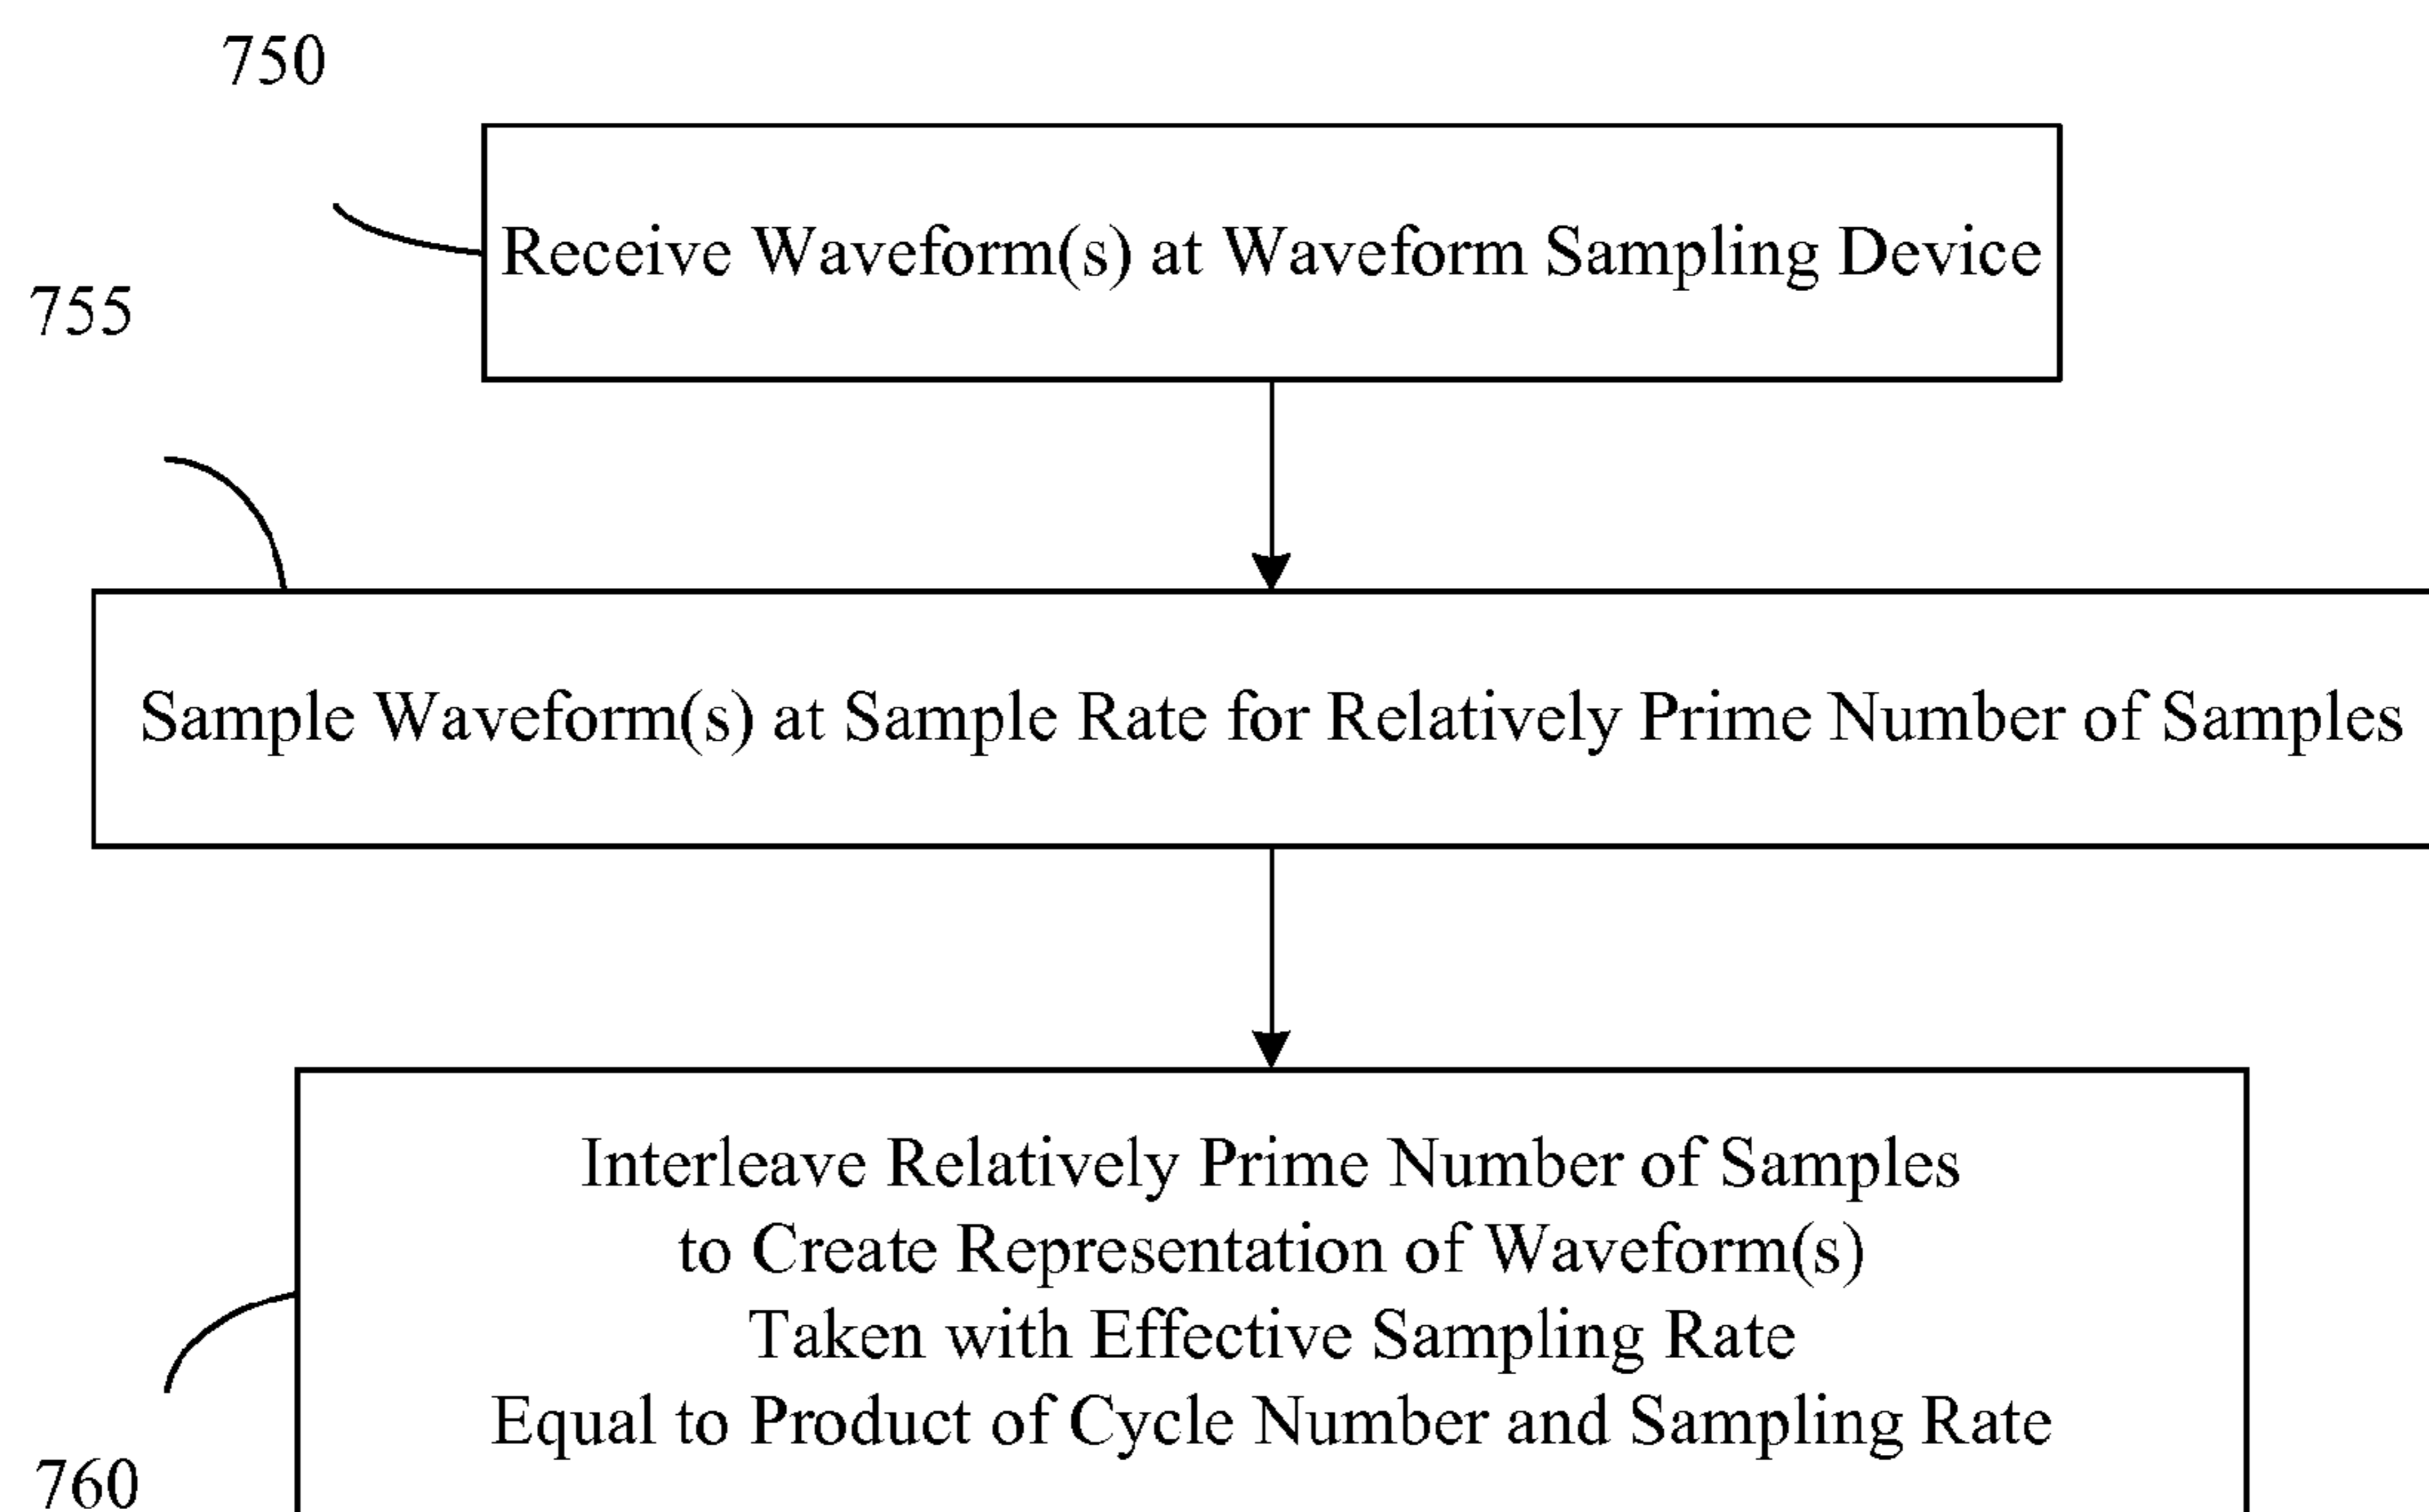 750
Receive Waveform(s) at Waveform Sampling Device
755
Sample Waveform(s) at Sample Rate for Relatively Prime Number of Samples
Interleave Relatively Prime Number of Samples
to Create Representation of Waveform(s)
Taken with Effective Sampling Rate
Equal to Product of Cycle Number and Sampling Rate
760